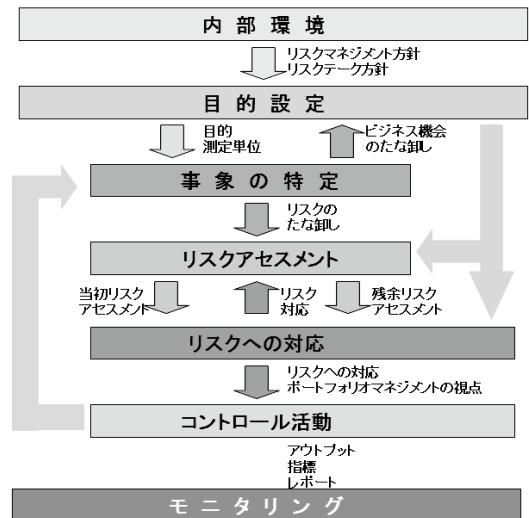 内部環境
リスクマネジメント方針
リスクテーク方針
目的設定
目的
測定単位
ビジネス機会
のたな卸し
事象の特定
リスクの
たな卸し
リスクアセスメント
当初リスク
アセスメント
リスク
対応
残余リスク
アセスメント
リスクへの対応
リスクへの対応
ポートフォリオマネジメントの視点
コントロール活動
アウトプット
指標
レポート
モニタリング